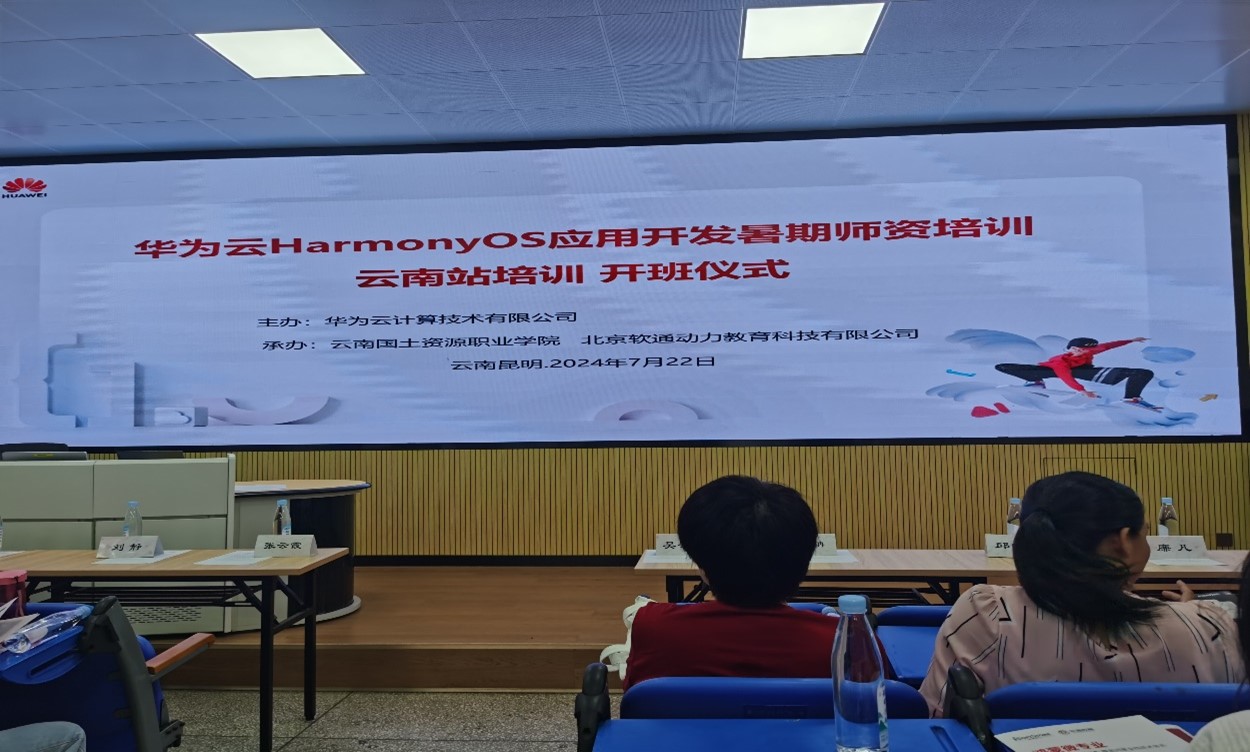 HUAWEI
华为云HarmonyOS应用开发暑期师资培训
云南站培训 开班仪式
主办：华为云计算技术有限公司
承办：云南国土资源职业学院 北京软通动力教育科技有限公司
云南昆明.2024年7月22日
刘静
张云霞
吴
邱